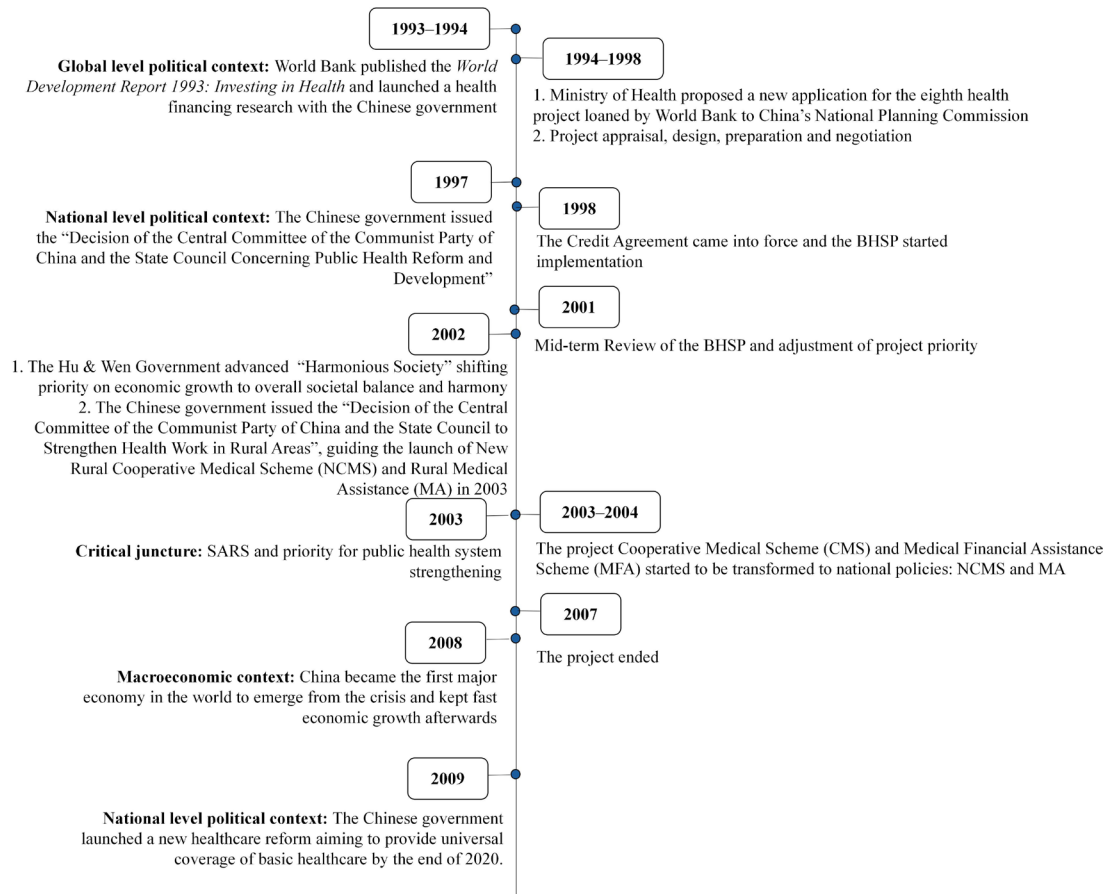 1993–1994
Global level political context: World Bank published the World
Development Report 1993: Investing in Health and launched a health
financing research with the Chinese government
1994–1998
1. Ministry of Health proposed a new application for the eighth health
project loaned by World Bank to China's National Planning Commission
2. Project appraisal, design, preparation and negotiation
1997
National level political context: The Chinese government issued
the “Decision of the Central Committee of the Communist Party of
China and the State Council Concerning Public Health Reform and
Development”
1998
The Credit Agreement came into force and the BHSP started
implementation
2001
Mid-term Review of the BHSP and adjustment of project priority
2002
1. The Hu & Wen Government advanced “Harmonious Society” shifting
priority on economic growth to overall societal balance and harmony
2. The Chinese government issued the “Decision of the Central
Committee of the Communist Party of China and the State Council to
Strengthen Health Work in Rural Areas”, guiding the launch of New
Rural Cooperative Medical Scheme (NCMS) and Rural Medical
Assistance (MA) in 2003
2003
Critical juncture: SARS and priority for public health system
strengthening
2003–2004
The project Cooperative Medical Scheme (CMS) and Medical Financial Assistance
Scheme (MFA) started to be transformed to national policies: NCMS and MA
2007
The project ended
2008
Macroeconomic context: China became the first major
economy in the world to emerge from the crisis and kept fast
economic growth afterwards
2009
National level political context: The Chinese government
launched a new healthcare reform aiming to provide universal
coverage of basic healthcare by the end of 2020.